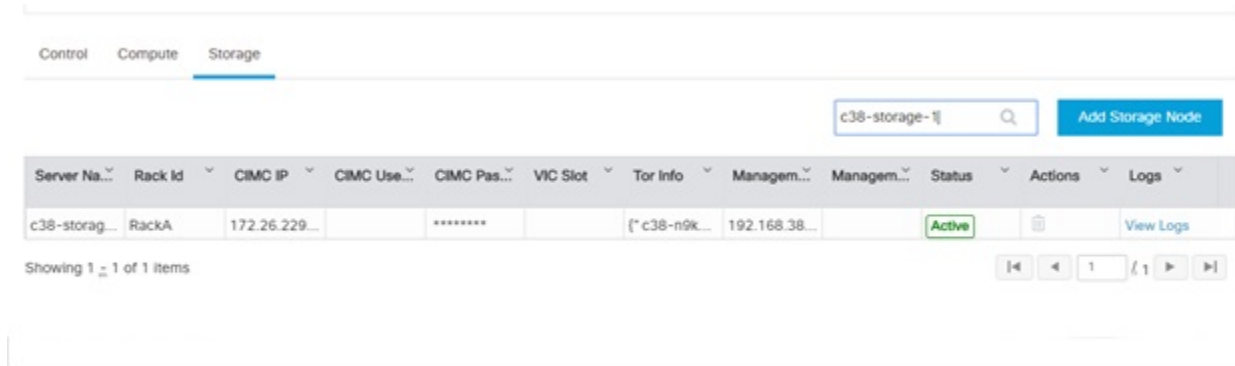 Control Compute Storage
c38-storage-1 Add Storage Node
Server Na... Rack Id CIMC IP CIMC Use... CIMC Pas... VIC Slot Tor Info Managem... Managem... Status Actions Logs
c38-storag... RackA 172.26.229... ******** {"c38-n9k... 192.168.38... Active View Logs
Showing 1 - 1 of 1 items 1 / 1